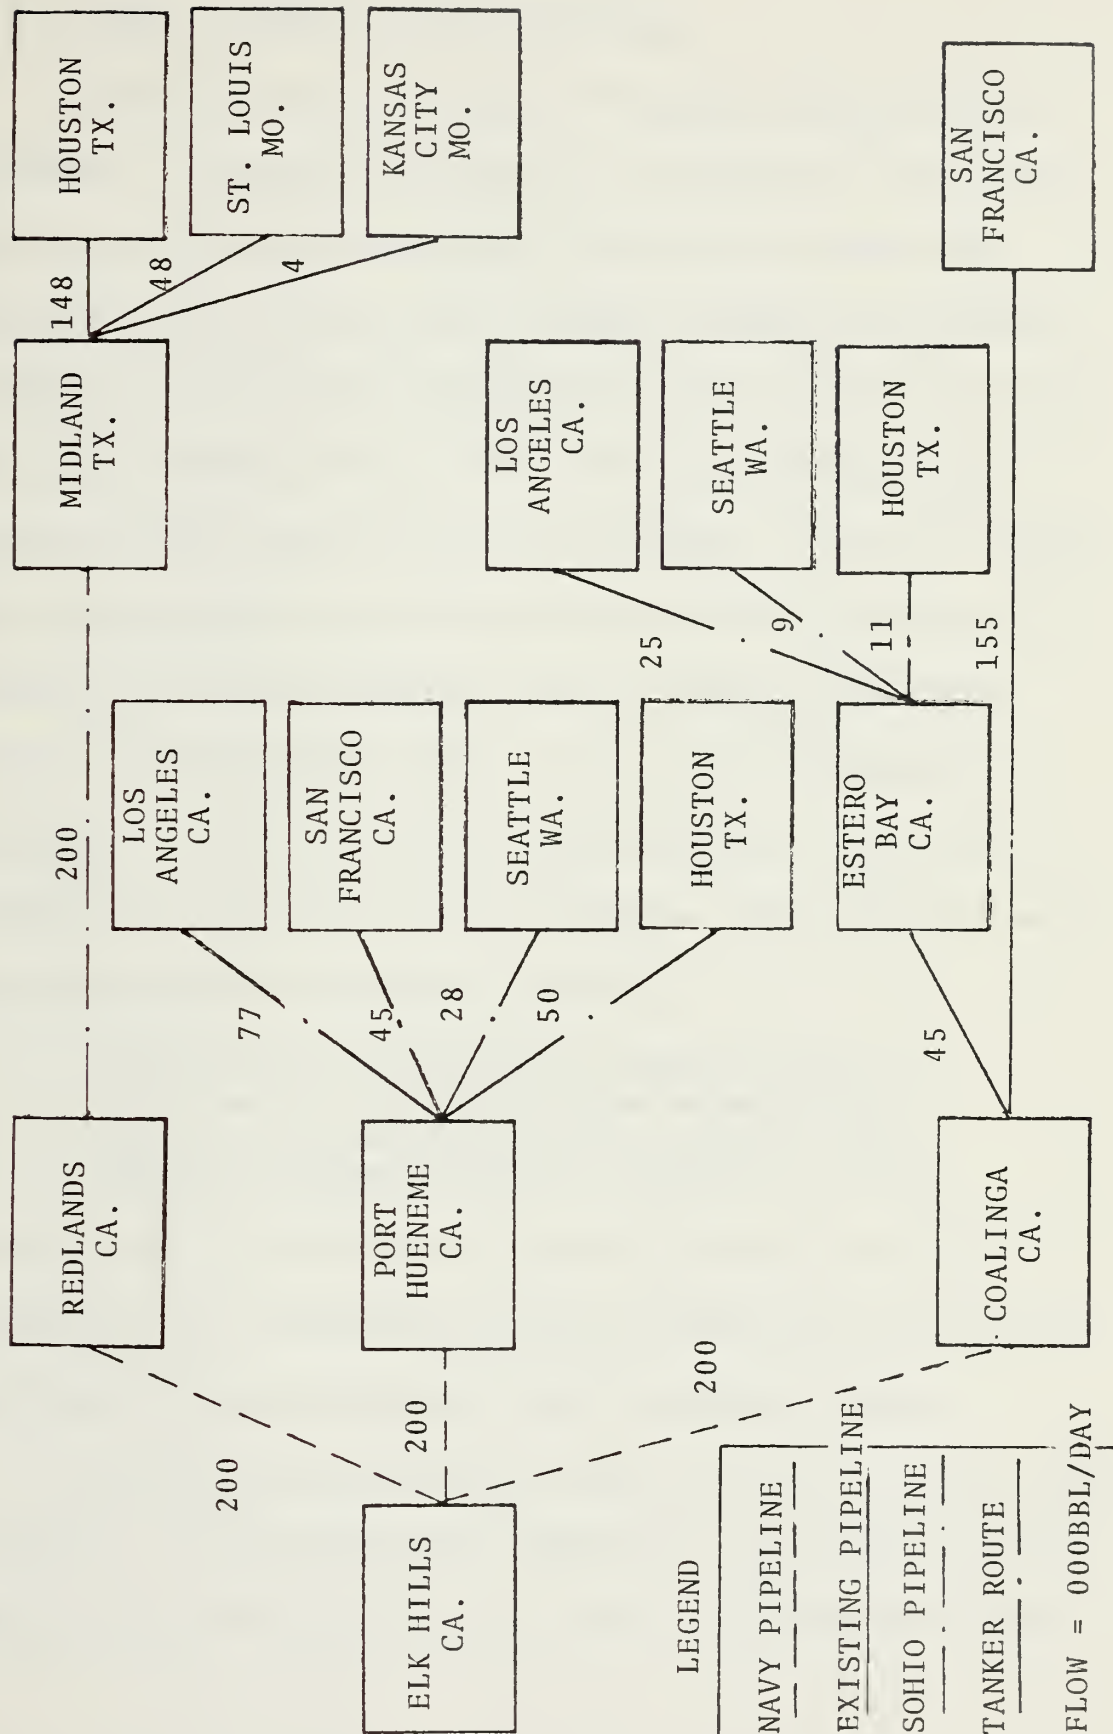 ELK HILLS
CA.
200
200
200
REDLANDS
CA.
PORT
HUENEME
CA.
COALINGA
CA.
200
77
45
28
50
45
155
LOS
ANGELES
CA.
SAN
FRANCISCO
CA.
SEATTLE
WA.
HOUSTON
TX.
ESTERO
BAY
CA.
25
9
11
MIDLAND
TX.
LOS
ANGELES
CA.
SEATTLE
WA.
HOUSTON
TX.
148
48
4
HOUSTON
TX.
ST. LOUIS
MO.
KANSAS
CITY
MO.
SAN
FRANCISCO
CA.
LEGEND
NAVY PIPELINE
EXISTING PIPELINE
SOHIO PIPELINE
TANKER ROUTE
FLOW = 000BBL/DAY